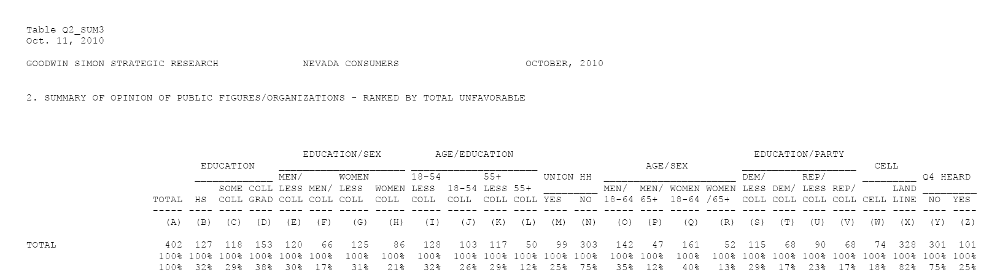 Table Q2_SUM3
Oct. 11, 2010
GOODWIN SIMON STRATEGIC RESEARCH NEVADA CONSUMERS OCTOBER, 2010
2. SUMMARY OF OPINION OF PUBLIC FIGURES/ORGANIZATIONS - RANKED BY TOTAL UNFAVORABLE
EDUCATION/SEX AGE/EDUCATION EDUCATION/PARTY
EDUCATION _____________________ _____________________ AGE/SEX ___________________ CELL
_____________ MEN/ WOMEN 18-54 55+ UNION HH ______________________ DEM/ REP/ _________ Q4 HEARD
SOME COLL LESS MEN/ LESS WOMEN LESS 18-54 LESS 55+ _________ MEN/ MEN/ WOMEN WOMEN LESS DEM/ LESS REP/ LAND _________
TOTAL HS COLL GRAD COLL COLL COLL COLL COLL COLL COLL COLL YES NO 18-64 65+ 18-64 /65+ COLL COLL COLL COLL CELL LINE NO YES
----- ---- ---- ---- ---- ---- ----- ----- ----- ----- ---- ---- ---- ---- ----- ---- ----- ----- ---- ---- ---- ---- ---- ---- ---- ----
(A) (B) (C) (D) (E) (F) (G) (H) (I) (J) (K) (L) (M) (N) (O) (P) (Q) (R) (S) (T) (U) (V) (W) (X) (Y) (Z)
TOTAL 402 127 118 153 120 66 125 86 128 103 117 50 99 303 142 47 161 52 115 68 90 68 74 328 301 101
100% 100% 100% 100% 100% 100% 100% 100% 100% 100% 100% 100% 100% 100% 100% 100% 100% 100% 100% 100% 100% 100% 100% 100% 100% 100%
100% 32% 29% 38% 30% 17% 31% 21% 32% 26% 29% 12% 25% 75% 35% 12% 40% 13% 29% 17% 23% 17% 18% 82% 75% 25%